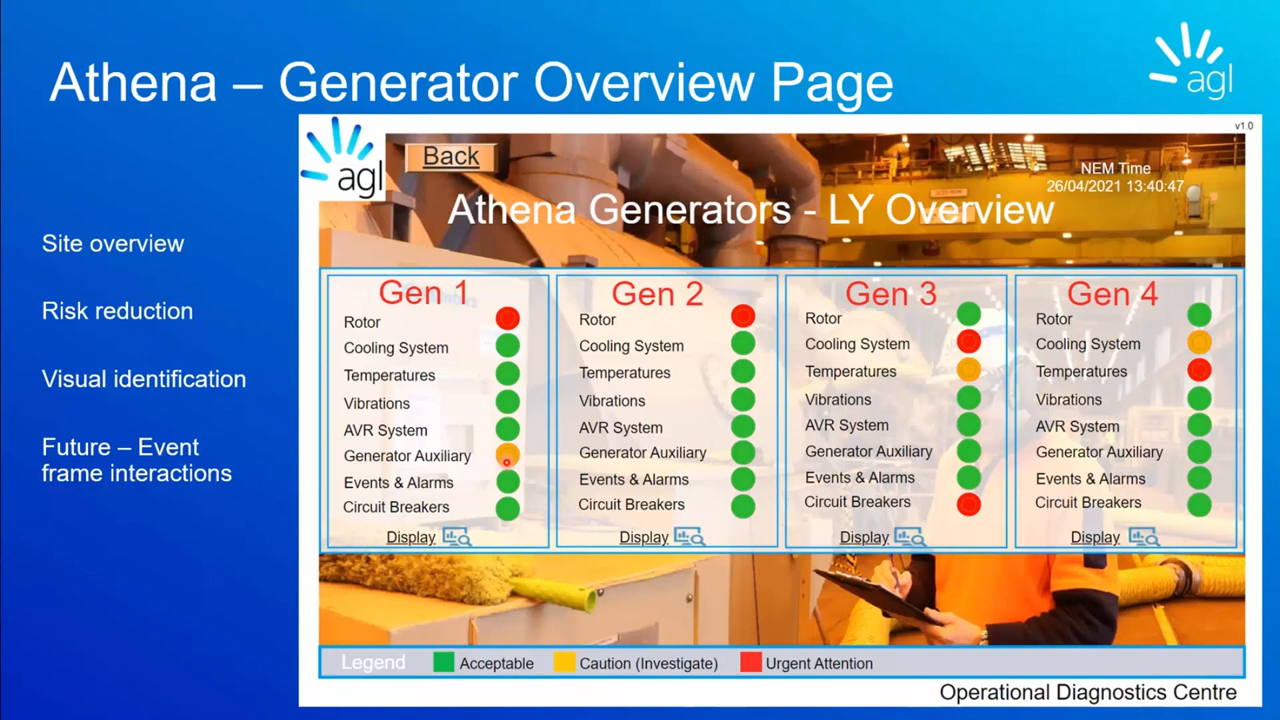 Athena – Generator Overview Page
agl
Site overview
Risk reduction
Visual identification
Future – Event
frame interactions
v1.0
agl
Back
NEM Time
26/04/2021 13:40:47
Athena Generators - LY Overview
Gen 1
Rotor
Cooling System
Temperatures
Vibrations
AVR System
Generator Auxiliary
Events & Alarms
Circuit Breakers
Display
Gen 2
Rotor
Cooling System
Temperatures
Vibrations
AVR System
Generator Auxiliary
Events & Alarms
Circuit Breakers
Display
Gen 3
Rotor
Cooling System
Temperatures
Vibrations
AVR System
Generator Auxiliary
Events & Alarms
Circuit Breakers
Display
Gen 4
Rotor
Cooling System
Temperatures
Vibrations
AVR System
Generator Auxiliary
Events & Alarms
Circuit Breakers
Display
Legend
Acceptable
Caution (Investigate)
Urgent Attention
Operational Diagnostics Centre